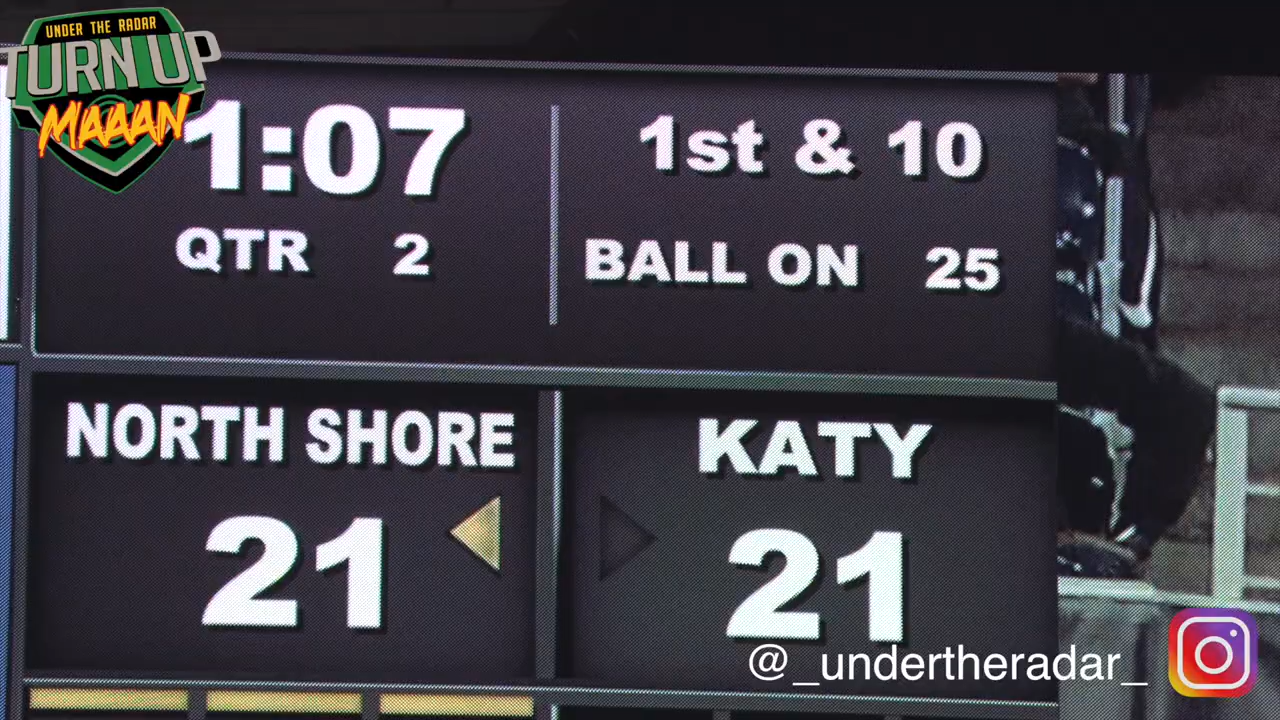 UNDER THE RADAR
TURN UP
MAAAN
1:07
1st & 10
QTR 2
BALL ON 25
NORTH SHORE
KATY
21
21
@_undertheradar_